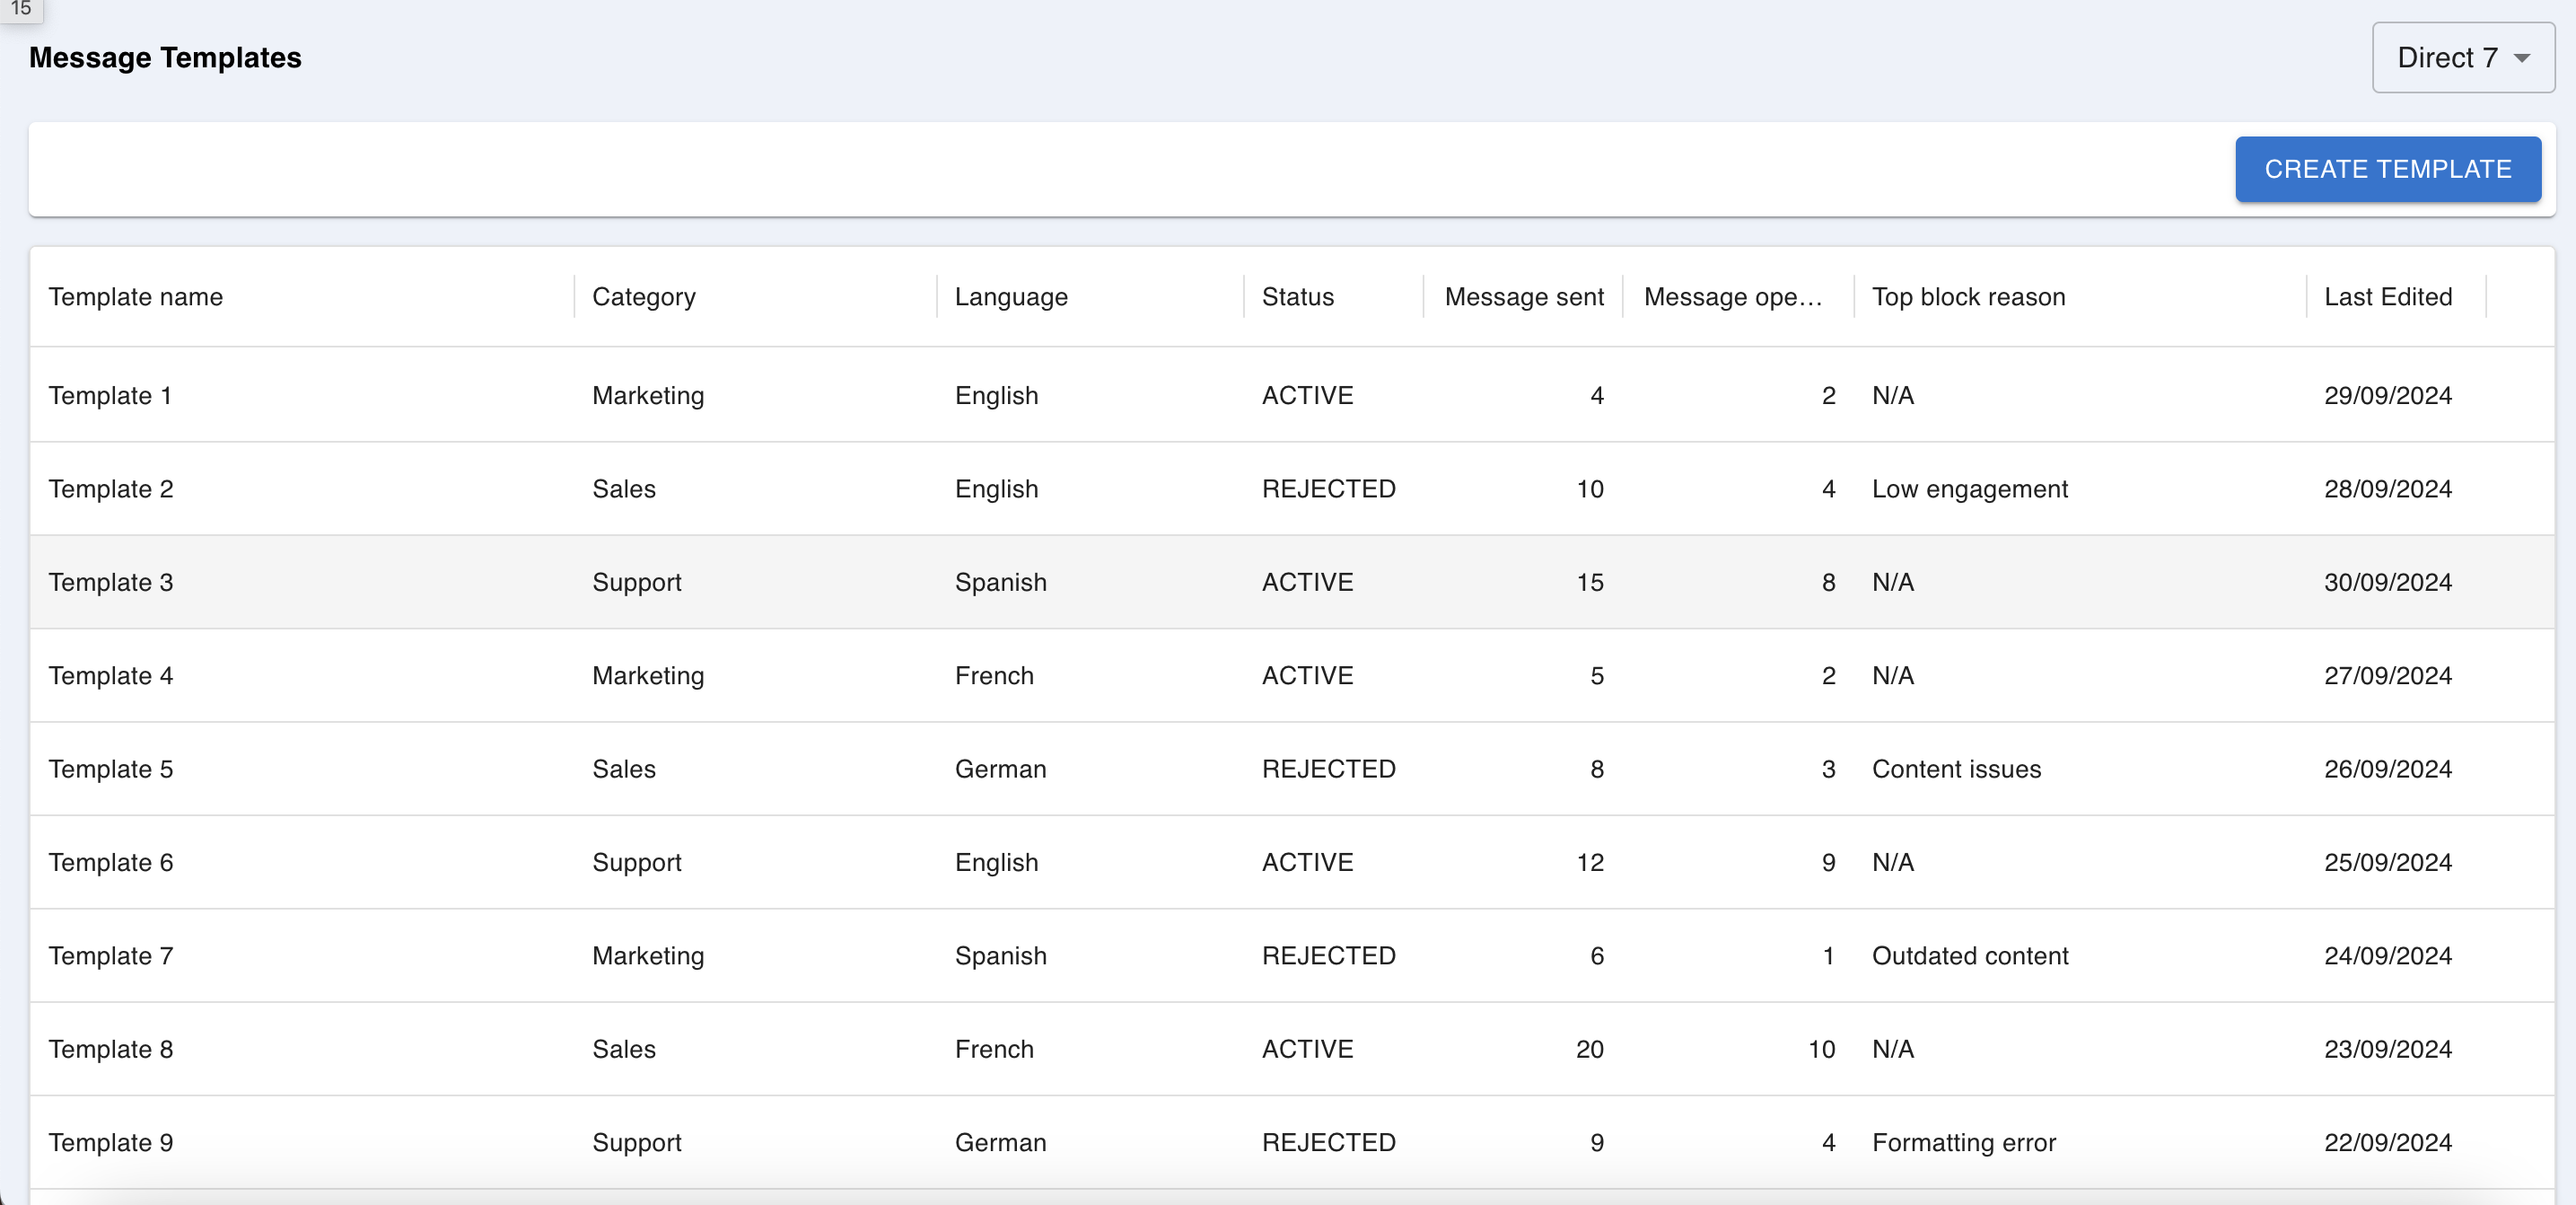 15
Message Templates
Direct 7
CREATE TEMPLATE
Template name Category Language Status Message sent Message ope... Top block reason Last Edited
Template 1 Marketing English ACTIVE 4 2 N/A 29/09/2024
Template 2 Sales English REJECTED 10 4 Low engagement 28/09/2024
Template 3 Support Spanish ACTIVE 15 8 N/A 30/09/2024
Template 4 Marketing French ACTIVE 5 2 N/A 27/09/2024
Template 5 Sales German REJECTED 8 3 Content issues 26/09/2024
Template 6 Support English ACTIVE 12 9 N/A 25/09/2024
Template 7 Marketing Spanish REJECTED 6 1 Outdated content 24/09/2024
Template 8 Sales French ACTIVE 20 10 N/A 23/09/2024
Template 9 Support German REJECTED 9 4 Formatting error 22/09/2024